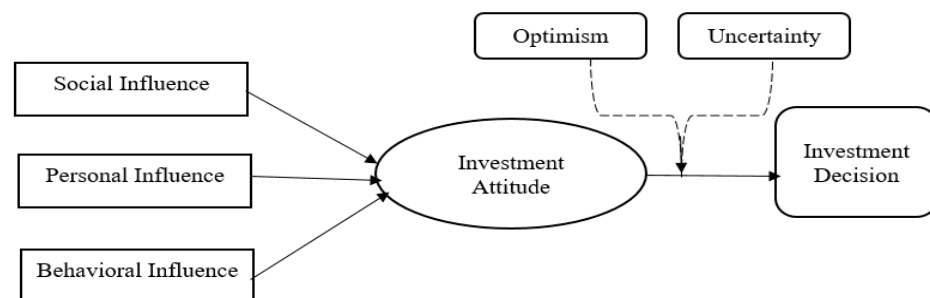 Optimism
Uncertainty
Social Influence
Personal Influence
Behavioral Influence
Investment
Attitude
Investment
Decision